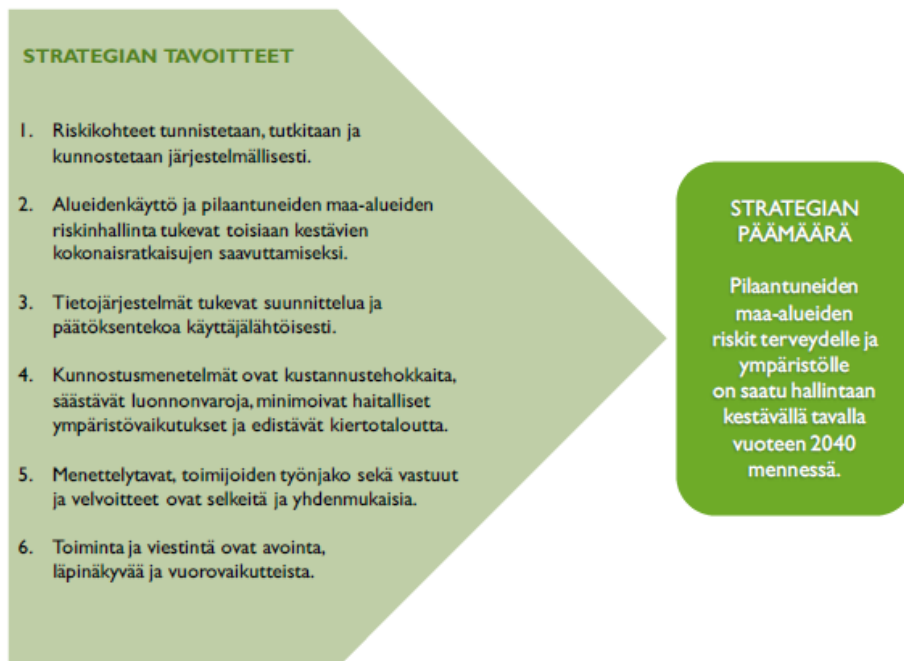 STRATEGIAN TAVOITTEET
1. Riskikohteet tunnistetaan, tutkitaan ja
kunnostetaan järjestelmällisesti.
2. Alueidenkäyttö ja pilaantuneiden maa-alueiden
riskinhallinta tukevat toisiaan kestävien
kokonaisratkaisujen saavuttamiseksi.
3. Tietojärjestelmät tukevat suunnittelua ja
päätöksentekoa käyttäjälähtöisesti.
4. Kunnostusmenetelmät ovat kustannustehokkaita,
säästävät luonnonvaroja, minimoivat haitalliset
ympäristövaikutukset ja edistävät kiertotaloutta.
5. Menettelytavat, toimijoiden työnjako sekä vastuut
ja velvoitteet ovat selkeitä ja yhdenmukaisia.
6. Toiminta ja viestintä ovat avointa,
läpinäkyvää ja vuorovaikutteista.
STRATEGIAN
PÄÄMÄÄRÄ
Pilaantuneiden
maa-alueiden
riskit terveydelle ja
ympäristölle
on saatu hallintaan
kestävällä tavalla
vuoteen 2040
mennessä.